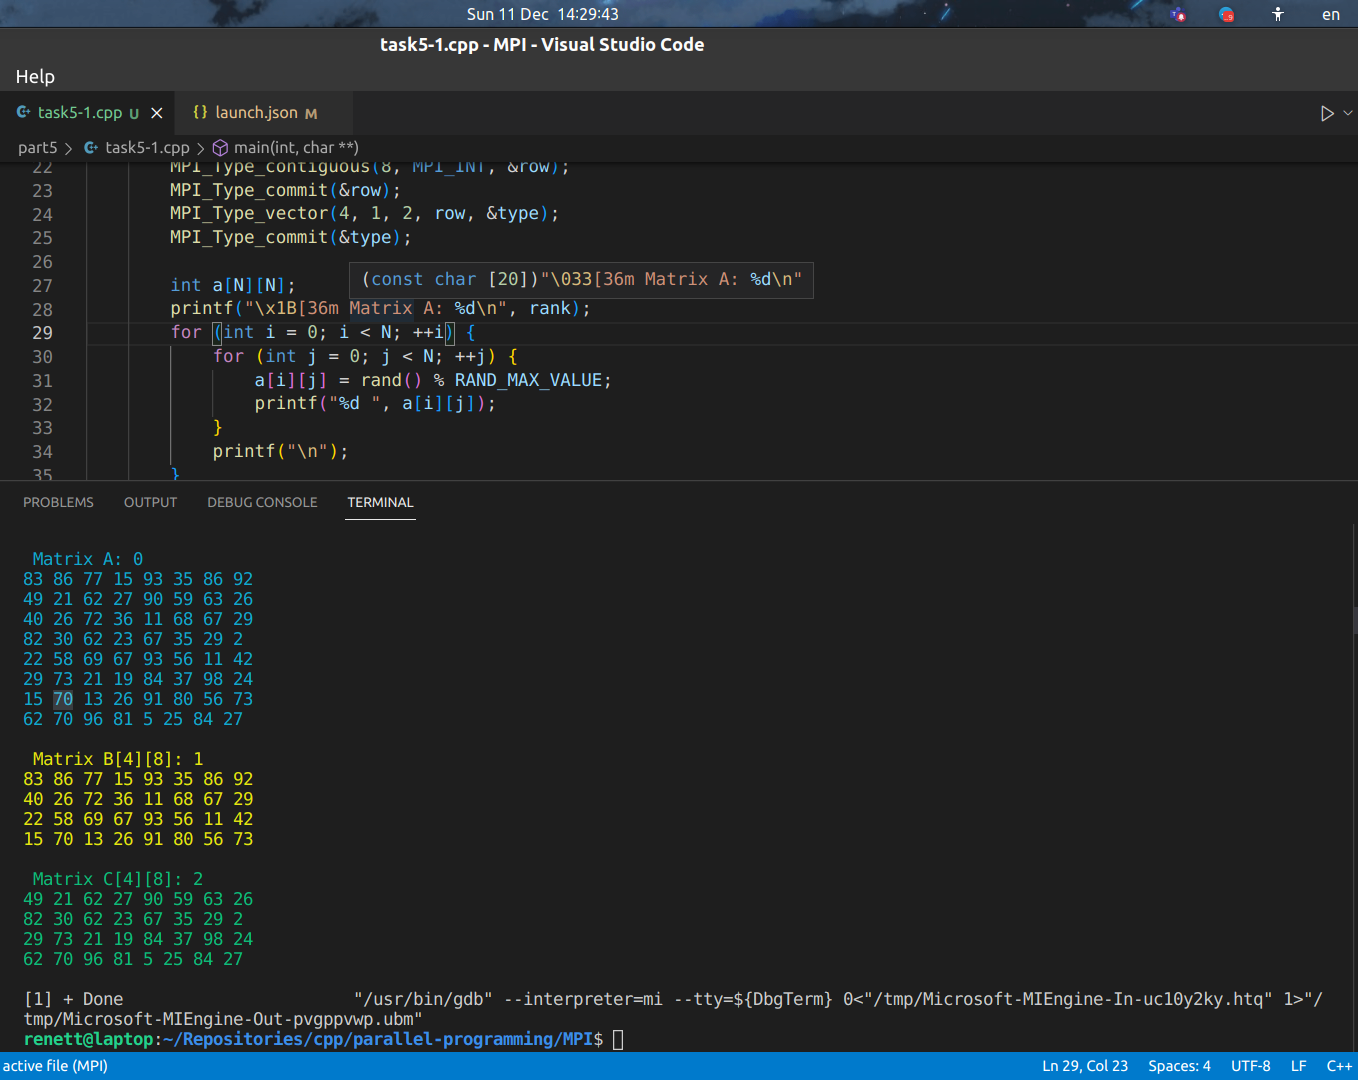 Sun 11 Dec 14:29:43
en
task5-1.cpp - MPI - Visual Studio Code
Help
task5-1.cpp U
{} launch.json M
part5 > task5-1.cpp > main(int, char **)
22 MPI_Type_contiguous(8, MPI_INT, &row);
23 MPI_Type_commit(&row);
24 MPI_Type_vector(4, 1, 2, row, &type);
25 MPI_Type_commit(&type);
26
(const char [20])"\033[36m Matrix A: %d\n"
27 int a[N][N];
28 printf("\x1B[36m Matrix A: %d\n", rank);
29 for (int i = 0; i < N; ++i) {
30 for (int j = 0; j < N; ++j) {
31 a[i][j] = rand() % RAND_MAX_VALUE;
32 printf("%d ", a[i][j]);
33 }
34 printf("\n");
35 }
PROBLEMS OUTPUT DEBUG CONSOLE TERMINAL
Matrix A: 0
83 86 77 15 93 35 86 92
49 21 62 27 90 59 63 26
40 26 72 36 11 68 67 29
82 30 62 23 67 35 29 2
22 58 69 67 93 56 11 42
29 73 21 19 84 37 98 24
15 70 13 26 91 80 56 73
62 70 96 81 5 25 84 27
Matrix B[4][8]: 1
83 86 77 15 93 35 86 92
40 26 72 36 11 68 67 29
22 58 69 67 93 56 11 42
15 70 13 26 91 80 56 73
Matrix C[4][8]: 2
49 21 62 27 90 59 63 26
82 30 62 23 67 35 29 2
29 73 21 19 84 37 98 24
62 70 96 81 5 25 84 27
[1] + Done "/usr/bin/gdb" --interpreter=mi --tty=${DbgTerm} 0<"/tmp/Microsoft-MIEngine-In-uc10y2ky.htq" 1>"/
tmp/Microsoft-MIEngine-Out-pvgppvwp.ubm"
renett@laptop:~/Repositories/cpp/parallel-programming/MPI$
active file (MPI)
Ln 29, Col 23 Spaces: 4 UTF-8 LF C++